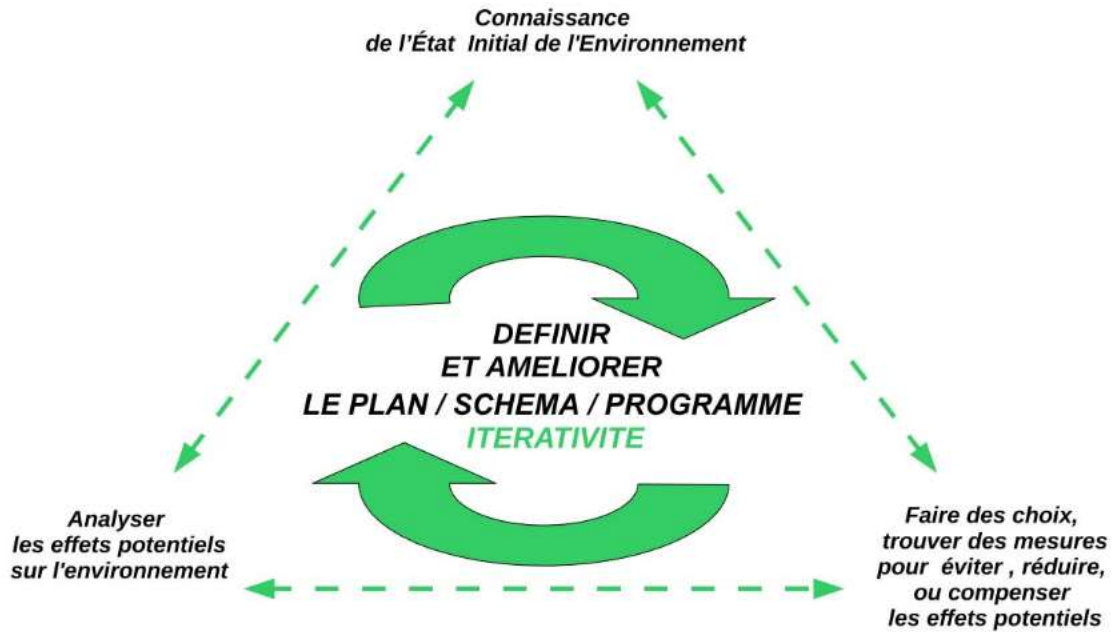 Connaissance
de l'État Initial de l'Environnement
DEFINIR
ET AMELIORER
LE PLAN / SCHEMA / PROGRAMME
ITERATIVITE
Analyser
les effets potentiels
sur l'environnement
Faire des choix,
trouver des mesures
pour éviter , réduire,
ou compenser
les effets potentiels